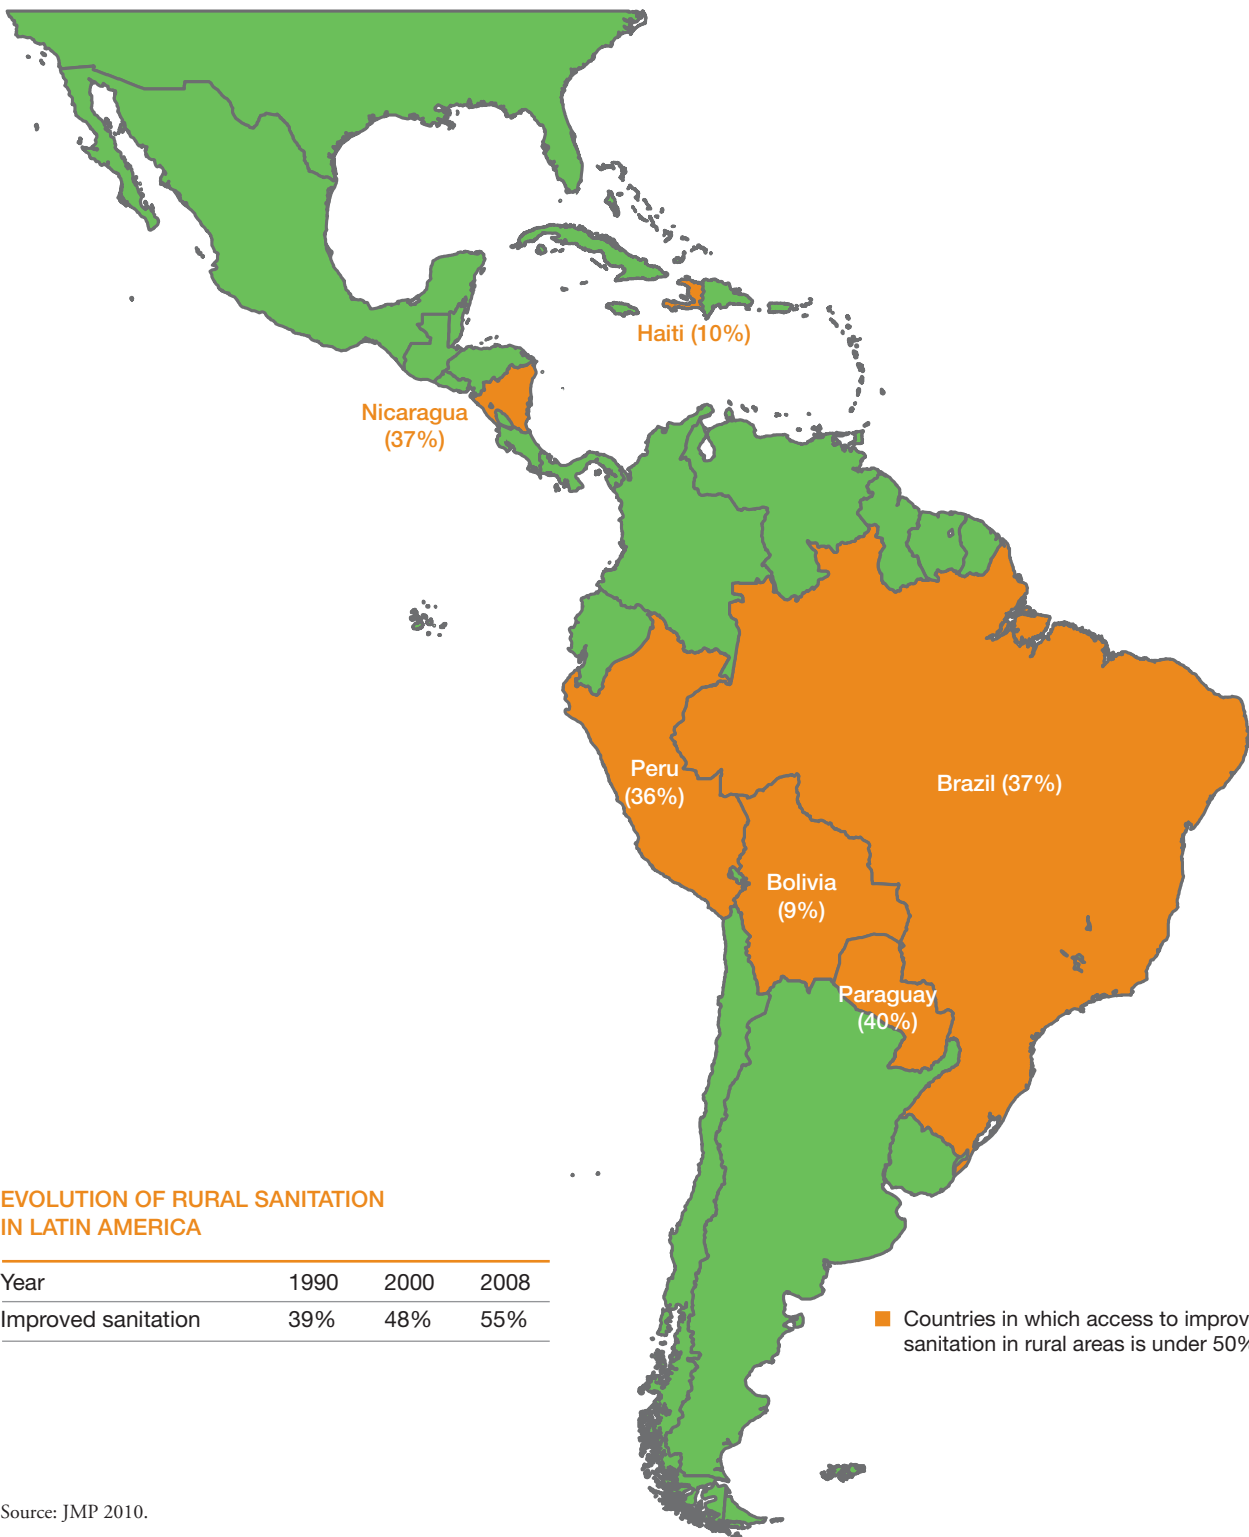 Haiti (10%)
Nicaragua
(37%)
Peru
(36%)
Brazil (37%)
Bolivia
(9%)
Paraguay
(40%)
EVOLUTION OF RURAL SANITATION
IN LATIN AMERICA
Year 1990 2000 2008
Improved sanitation 39% 48% 55%
Countries in which access to improv
sanitation in rural areas is under 50%
Source: JMP 2010.